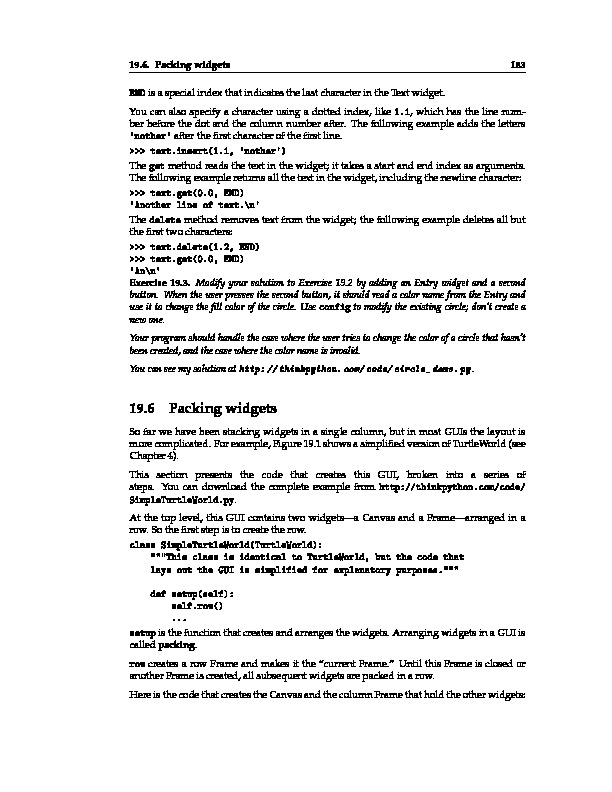 19.6. Packing widgets 183
END is a special index that indicates the last character in the Text widget.
You can also specify a character using a dotted index, like 1.1, which has the line num-
ber before the dot and the column number after. The following example adds the letters
'nother' after the first character of the first line.
>>> text.insert(1.1, 'nother')
The get method reads the text in the widget; it takes a start and end index as arguments.
The following example returns all the text in the widget, including the newline character:
>>> text.get(0.0, END)
'Another line of text.\n'
The delete method removes text from the widget; the following example deletes all but
the first two characters:
>>> text.delete(1.2, END)
>>> text.get(0.0, END)
'An\n'
Exercise 19.3. Modify your solution to Exercise 19.2 by adding an Entry widget and a second
button. When the user presses the second button, it should read a color name from the Entry and
use it to change the fill color of the circle. Use config to modify the existing circle; don't create a
new one.
Your program should handle the case where the user tries to change the color of a circle that hasn't
been created, and the case where the color name is invalid.
You can see my solution at http://thinkpython.com/code/circle_demo.py.
19.6 Packing widgets
So far we have been stacking widgets in a single column, but in most GUIs the layout is
more complicated. For example, Figure 19.1 shows a simplified version of TurtleWorld (see
Chapter 4).
This section presents the code that creates this GUI, broken into a series of
steps. You can download the complete example from http://thinkpython.com/code/
SimpleTurtleWorld.py.
At the top level, this GUI contains two widgets—a Canvas and a Frame—arranged in a
row. So the first step is to create the row.
class SimpleTurtleWorld(TurtleWorld):
"""This class is identical to TurtleWorld, but the code that
lays out the GUI is simplified for explanatory purposes."""
def setup(self):
self.row()
...
setup is the function that creates and arranges the widgets. Arranging widgets in a GUI is
called packing.
row creates a row Frame and makes it the “current Frame.” Until this Frame is closed or
another Frame is created, all subsequent widgets are packed in a row.
Here is the code that creates the Canvas and the column Frame that hold the other widgets: